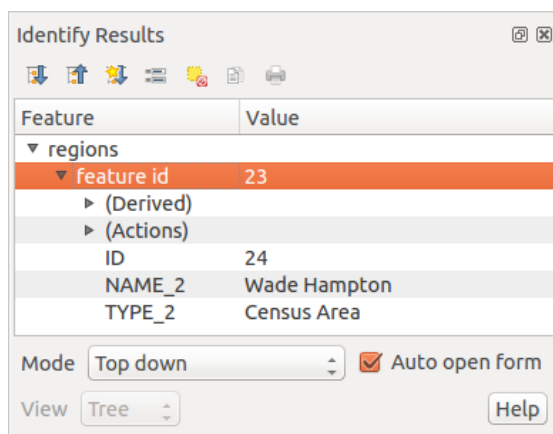 Identify Results
Feature Value
regions
feature id 23
(Derived)
(Actions)
ID 24
NAME_2 Wade Hampton
TYPE_2 Census Area
Mode Top down Auto open form
View Tree Help